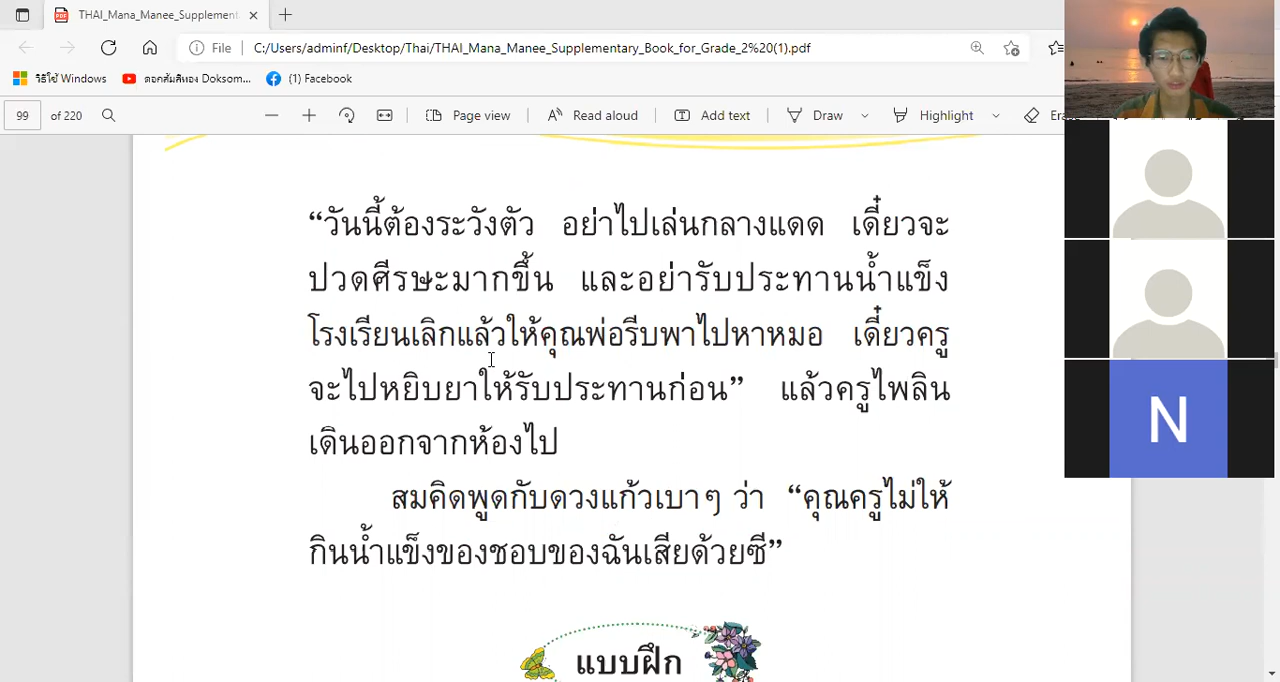 THAI_Mana_Manee_Supplement
File
C:/Users/adminf/Desktop/Thai/THAI_Mana_Manee_Supplementary_Book_for_Grade_2%20(1).pdf
วิธีใช้ Windows
ดอกส้มสีทอง Doksom...
(1) Facebook
99 of 220
Page view
Read aloud
Add text
Draw
Highlight
Era
“วันนี้ต้องระวังตัว อย่าไปเล่นกลางแดด เดี๋ยวจะ
ปวดศีรษะมากขึ้น และอย่ารับประทานน้ำแข็ง
โรงเรียนเลิกแล้วให้คุณพ่อรีบพาไปหาหมอ เดี๋ยวครู
จะไปหยิบยาให้รับประทานก่อน” แล้วครูไพลิน
เดินออกจากห้องไป
สมคิดพูดกับดวงแก้วเบาๆ ว่า “คุณครูไม่ให้
กินน้ำแข็งของชอบของฉันเสียด้วยซี”
แบบฝึก
N